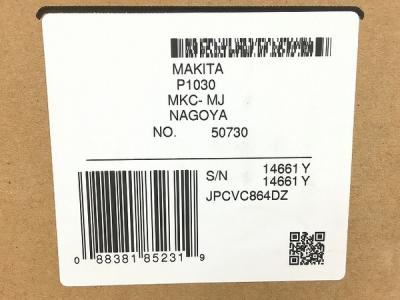 MAKITA
P1030
MKC- MJ
NAGOYA
NO. 50730
S/N 14661 Y
14661 Y
JPCVC864DZ
0 88381 85231 9